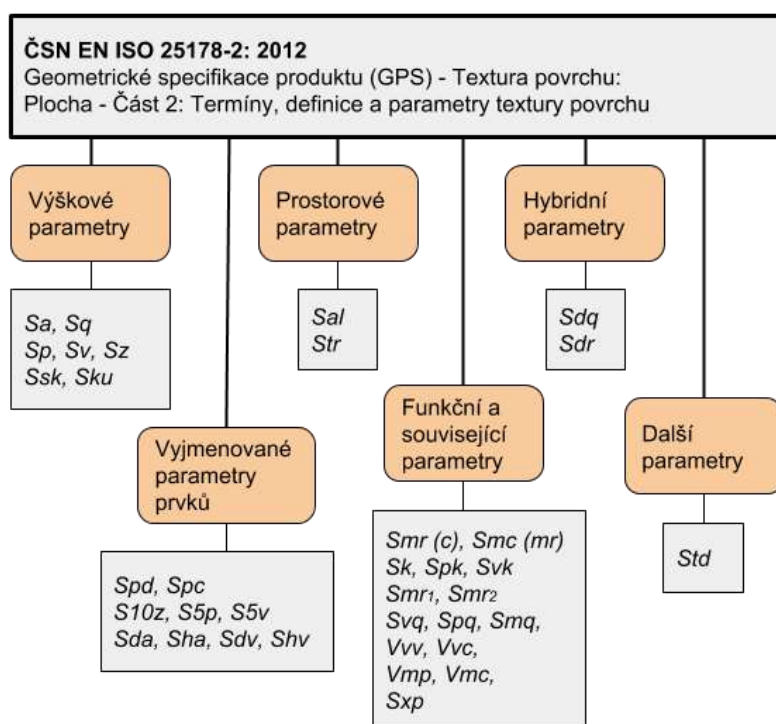 ČSN EN ISO 25178-2: 2012
Geometrické specifikace produktu (GPS) - Textura povrchu:
Plocha - Část 2: Termíny, definice a parametry textury povrchu
Výškové
parametry
Prostorové
parametry
Hybridní
parametry
Sa, Sq
Sp, Sv, Sz
Ssk, Sku
Sal
Str
Sdq
Sdr
Vyjmenované
parametry
prvků
Funkční a
související
parametry
Další
parametry
Spd, Spc
S10z, S5p, S5v
Sda, Sha, Sdv, Shv
Smr (c), Smc (mr)
Sk, Spk, Svk
Smr1, Smr2
Svq, Spq, Smq,
Vvv, Vvc,
Vmp, Vmc,
Sxp
Std